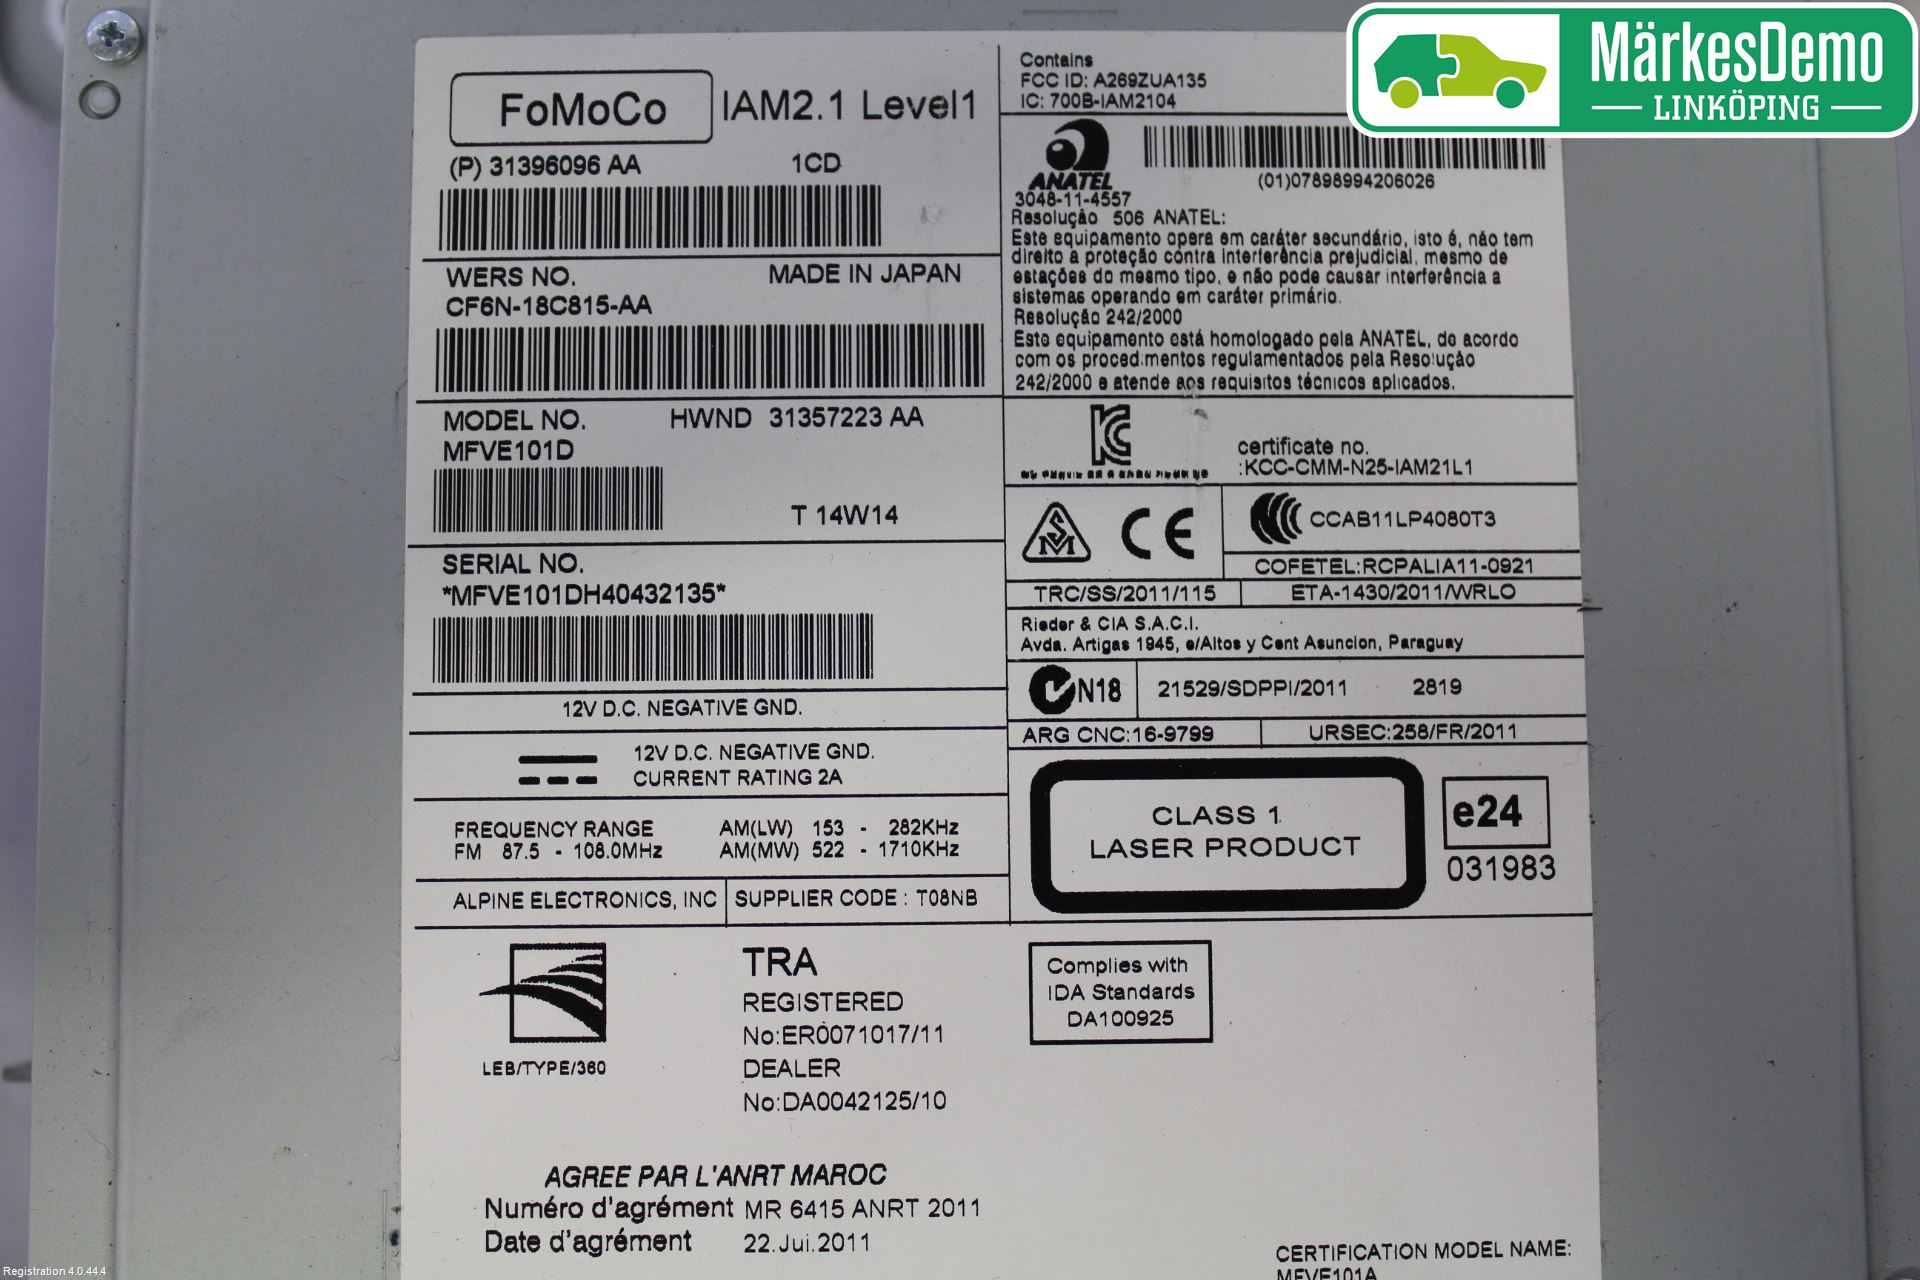 FoMoCo IAM2.1 Level1
(P) 31396096 AA 1CD
WERS NO. MADE IN JAPAN
CF6N-18C815-AA
MODEL NO. HWND 31357223 AA
MFVE101D
T 14W14
SERIAL NO.
*MFVE101DH40432135*
12V D.C. NEGATIVE GND.
12V D.C. NEGATIVE GND.
CURRENT RATING 2A
FREQUENCY RANGE AM(LW) 153 - 282KHz
FM 87.5 - 108.0MHz AM(MW) 522 - 1710KHz
ALPINE ELECTRONICS, INC SUPPLIER CODE : T08NB
Contains
FCC ID: A269ZUA135
IC: 700B-IAM2104
ANATEL
(01)07898994206026
3048-11-4557
Resolução 506 ANATEL:
Este equipamento opera em caráter secundário, isto é, não tem
direito a proteção contra interferência prejudicial, mesmo de
estações do mesmo tipo, e não pode causar interferência a
sistemas operando em caráter primário.
Resolução 242/2000
Este equipamento está homologado pela ANATEL, de acordo
com os procedimentos regulamentados pela Resolução
242/2000 e atende aos requisitos técnicos aplicados.
certificate no.
:KCC-CMM-N25-IAM21L1
CE CCAB11LP4080T3
COFETEL:RCPALIA11-0921
TRC/SS/2011/115 ETA-1430/2011/WRLO
Rieder & CIA S.A.C.I.
Avda. Artigas 1945, e/Altos y Cent Asuncion, Paraguay
N18 21529/SDPPI/2011 2819
ARG CNC:16-9799 URSEC:258/FR/2011
CLASS 1
LASER PRODUCT
e24
031983
LEB/TYPE/360
TRA
REGISTERED
No:ER0071017/11
DEALER
No:DA0042125/10
Complies with
IDA Standards
DA100925
AGREE PAR L'ANRT MAROC
Numéro d'agrément MR 6415 ANRT 2011
Date d'agrément 22.Jui.2011
CERTIFICATION MODEL NAME:
MFVE101A
MärkesDemo
LINKÖPING
Registration 4.0.44.4